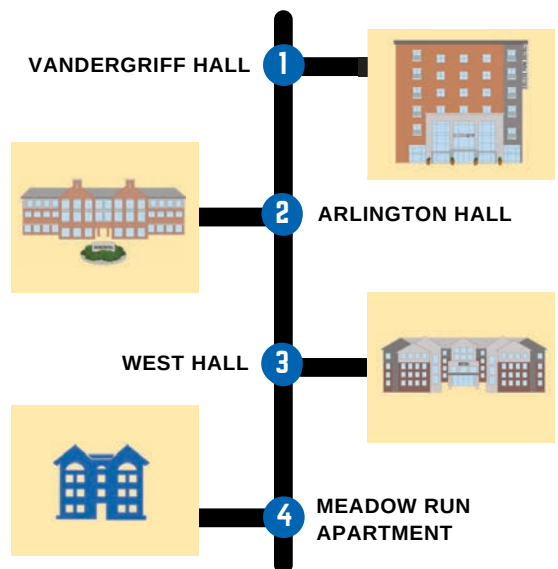 VANDERGRIFF HALL
1
2
ARLINGTON HALL
WEST HALL
3
4
MEADOW RUN
APARTMENT